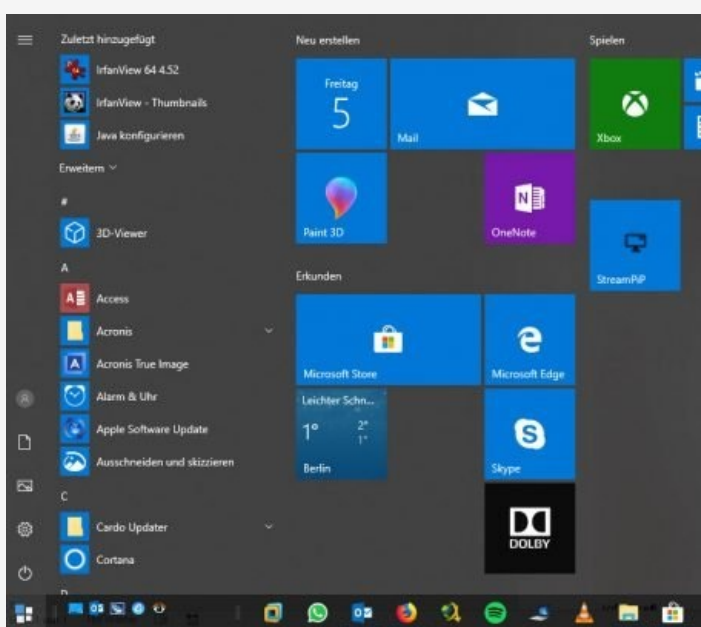 Zuletzt hinzugefügt
IrfanView 64 4.52
IrfanView - Thumbnails
Java konfigurieren
Erweitern
#
3D-Viewer
A
Access
Acronis
Acronis True Image
Alarm & Uhr
Apple Software Update
Ausschneiden und skizzieren
C
Cardo Updater
Cortana
D
Neu erstellen
Freitag
5
Mail
Paint 3D
OneNote
Erkunden
Microsoft Store
Microsoft Edge
Leichter Schn...
1° 2°
1°
Berlin
Skype
DOLBY
Spielen
Xbox
StreamPiP